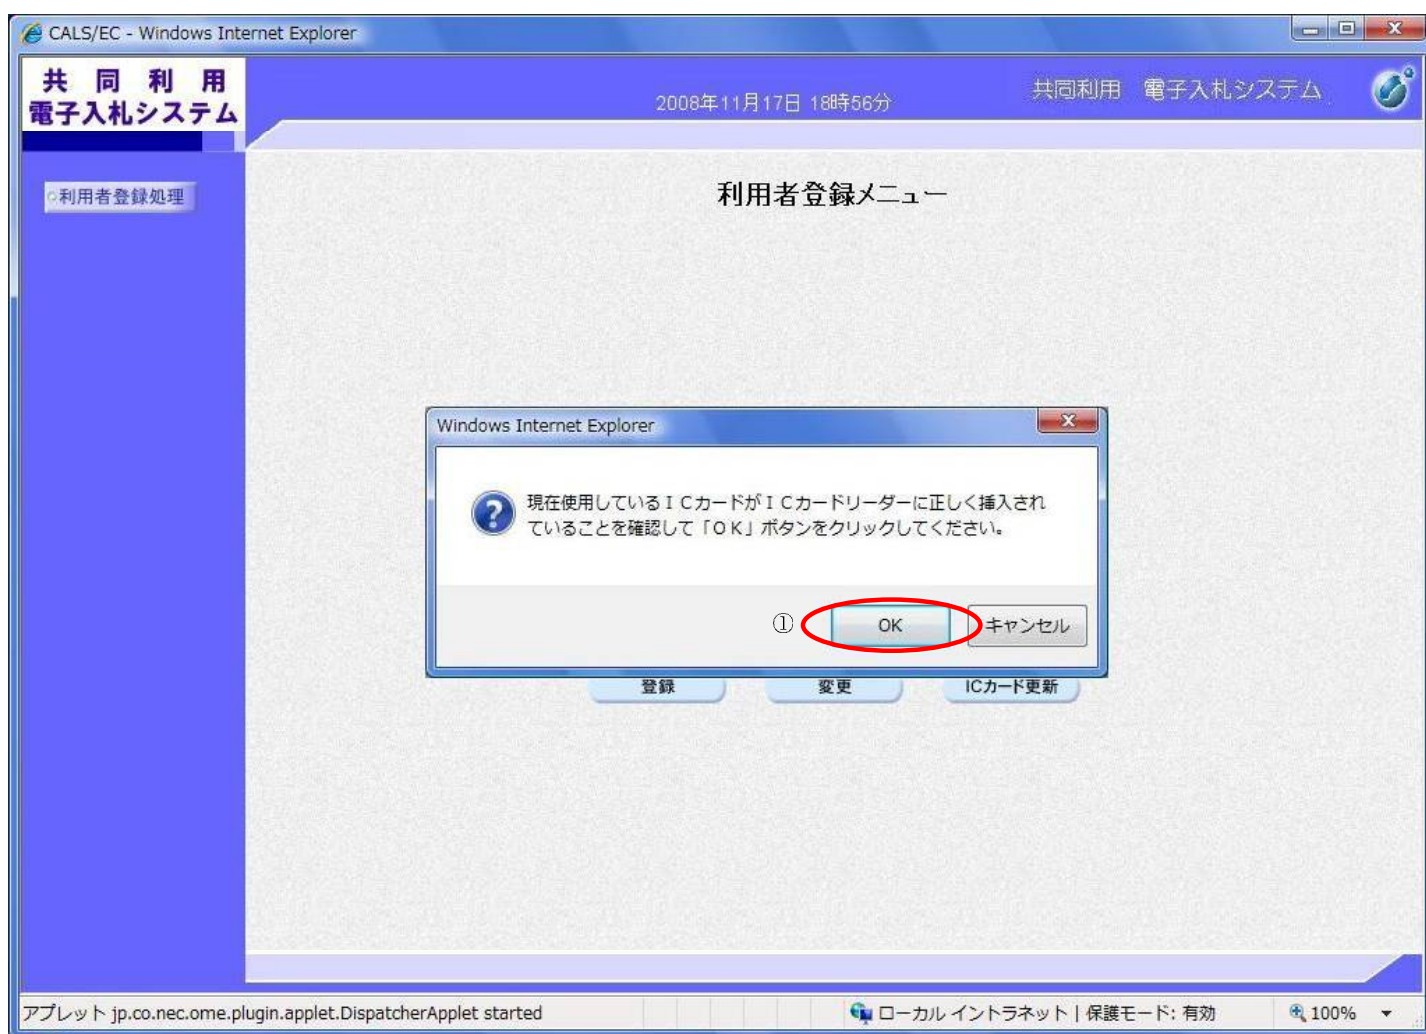 CALS/EC - Windows Internet Explorer
共同利用
電子入札システム
2008年11月17日 18時56分
共同利用 電子入札システム
利用者登録処理
利用者登録メニュー
Windows Internet Explorer
現在使用しているＩＣカードがＩＣカードリーダーに正しく挿入され
ていることを確認して「ＯＫ」ボタンをクリックしてください。
① OK キャンセル
登録 変更 ICカード更新
アプレット jp.co.nec.ome.plugin.applet.DispatcherApplet started
ローカル イントラネット | 保護モード: 有効
100%